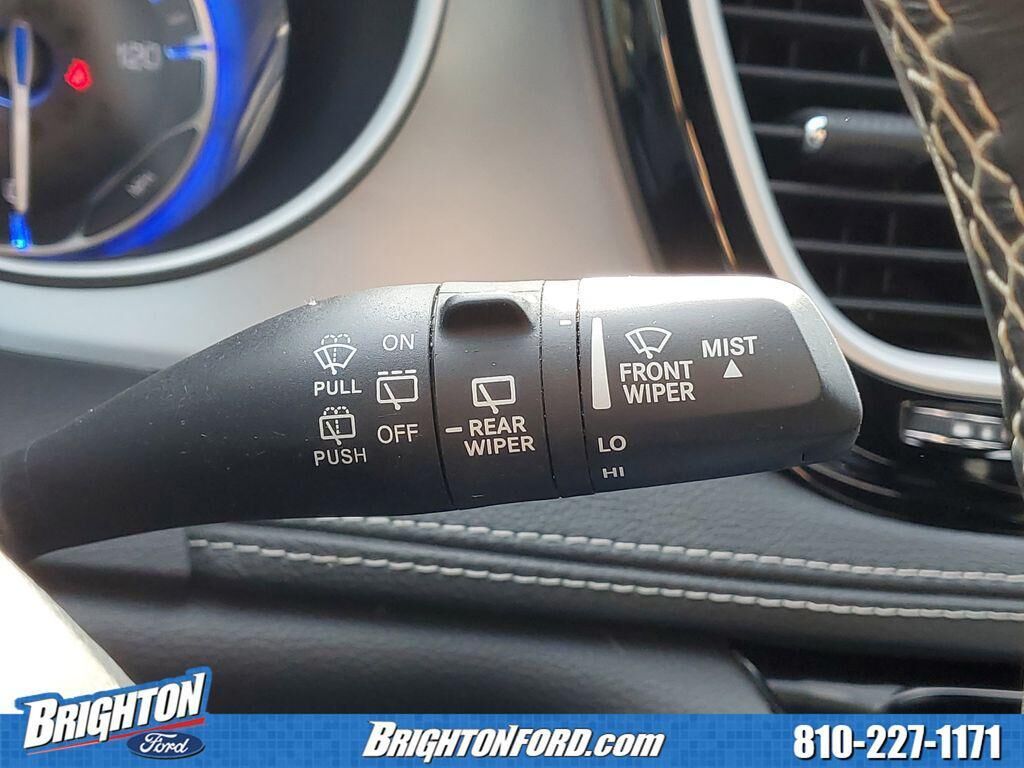 120
MPH
ON
PULL
OFF
PUSH
REAR
WIPER
FRONT
WIPER
MIST
LO
HI
BRIGHTON
Ford
BRIGHTONFORD.COM
810-227-1171